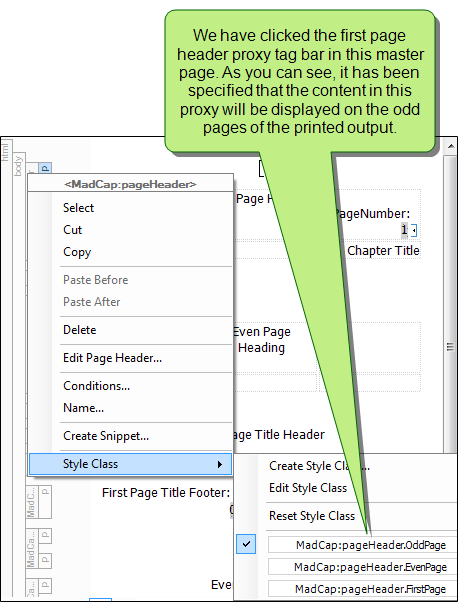 We have clicked the first page
header proxy tag bar in this master
page. As you can see, it has been
specified that the content in this
proxy will be displayed on the odd
pages of the printed output.
html
body
P
<MadCap:pageHeader>
Select
Cut
Copy
Paste Before
Paste After
Delete
Edit Page Header...
Conditions...
Name...
Create Snippet...
Style Class
Page H
PageNumber:
1
Chapter Title
Even Page
Heading
age Title Header
MadC...
P
First Page Title Footer:
MadCa...
P
Ca...
P
Even
Create Style Class...
Edit Style Class
Reset Style Class
MadCap:pageHeader.OddPage
MadCap:pageHeader.EvenPage
MadCap:pageHeader.FirstPage